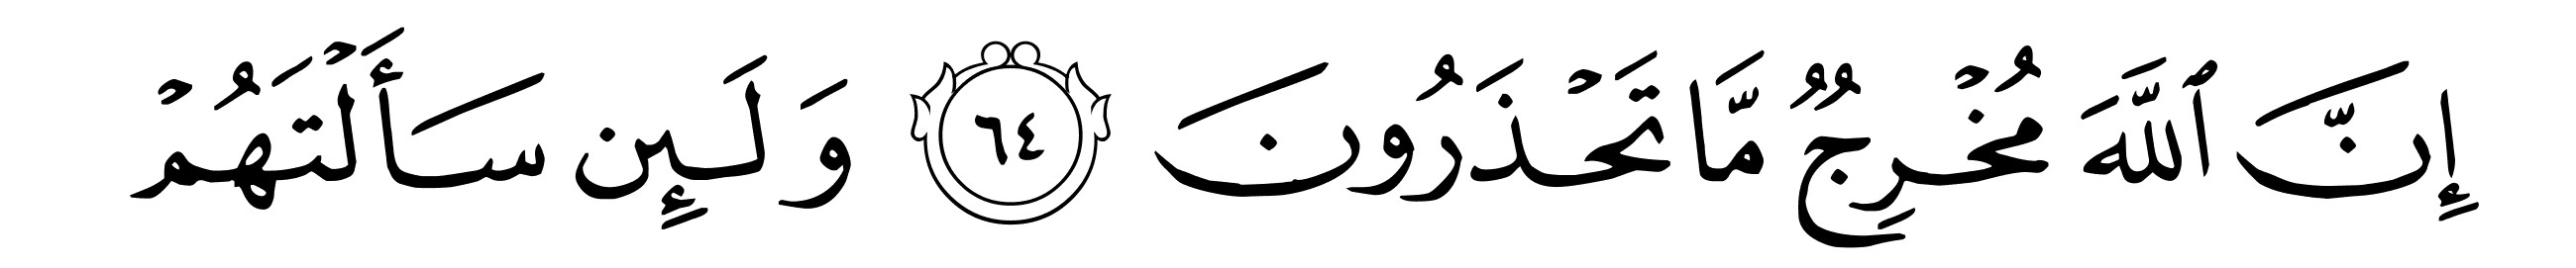 إِنَّ ٱللَّهَ مُخْرِجٌ مَّا تَحْذَرُونَ ٦٤ وَلَئِن سَأَلْتَهُمْ